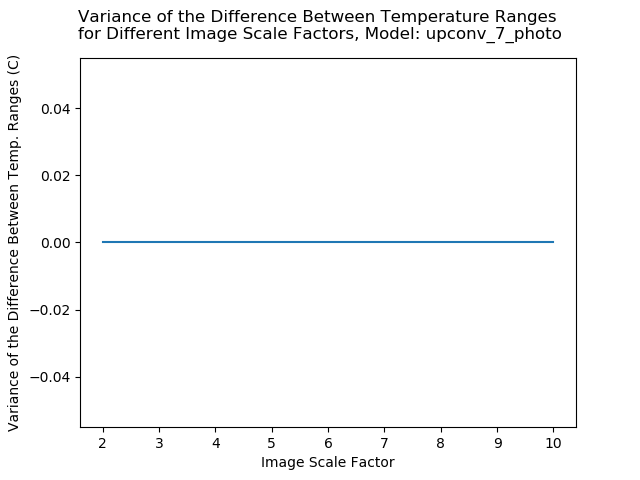 Variance of the Difference Between Temperature Ranges
for Different Image Scale Factors, Model: upconv_7_photo
Variance of the Difference Between Temp. Ranges (C)
0.04
0.02
0.00
−0.02
−0.04
2 3 4 5 6 7 8 9 10
Image Scale Factor